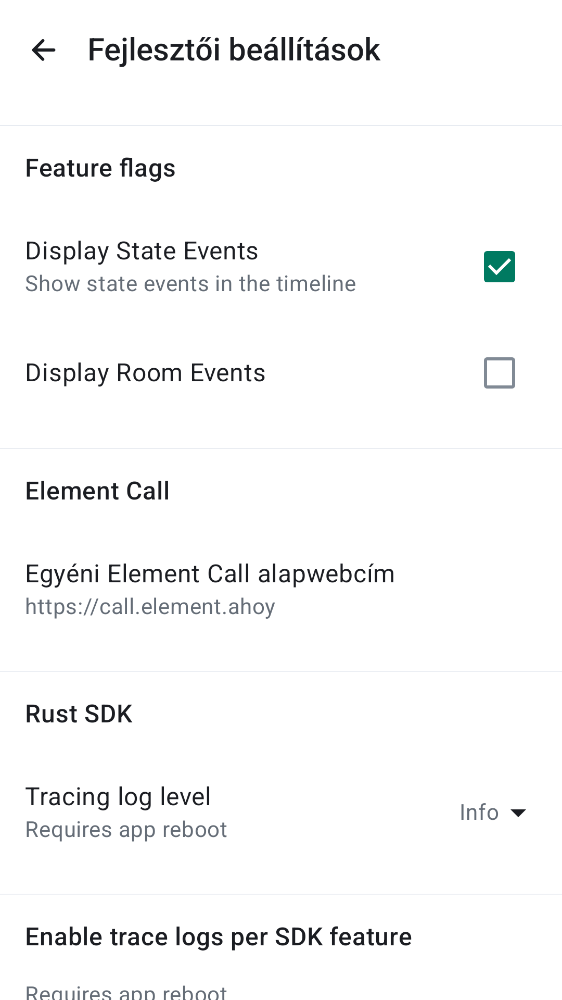 Fejlesztői beállítások
Feature flags
Display State Events
Show state events in the timeline
Display Room Events
Element Call
Egyéni Element Call alapwebcím
https://call.element.ahoy
Rust SDK
Tracing log level
Requires app reboot
Info
Enable trace logs per SDK feature
Requires app reboot